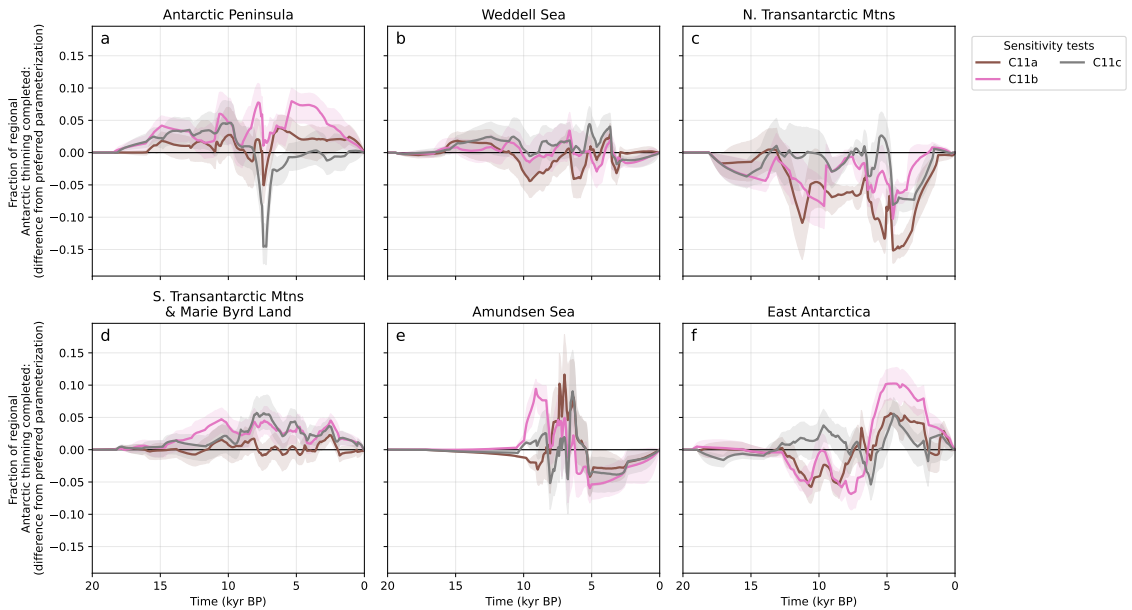 Antarctic Peninsula
Weddell Sea
N. Transantarctic Mtns
a
b
c
Sensitivity tests
C11a
C11c
C11b
Fraction of regional
Antarctic thinning completed:
(difference from preferred parameterization)
0.15
0.10
0.05
0.00
−0.05
−0.10
−0.15
S. Transantarctic Mtns
& Marie Byrd Land
Amundsen Sea
East Antarctica
d
e
f
Fraction of regional
Antarctic thinning completed:
(difference from preferred parameterization)
0.15
0.10
0.05
0.00
−0.05
−0.10
−0.15
20 15 10 5 0
20 15 10 5 0
20 15 10 5 0
Time (kyr BP)
Time (kyr BP)
Time (kyr BP)